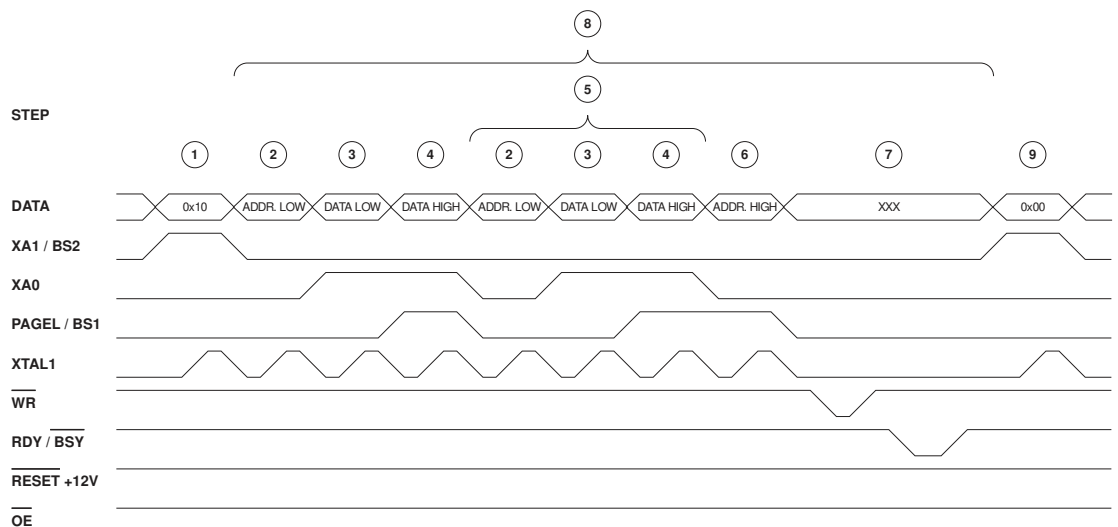 8
5
STEP
1 2 3 4 2 3 4 6 7 9
DATA 0x10 ADDR. LOW DATA LOW DATA HIGH ADDR. LOW DATA LOW DATA HIGH ADDR. HIGH XXX 0x00
XA1 / BS2
XA0
PAGEL / BS1
XTAL1
WR
RDY / BSY
RESET +12V
OE